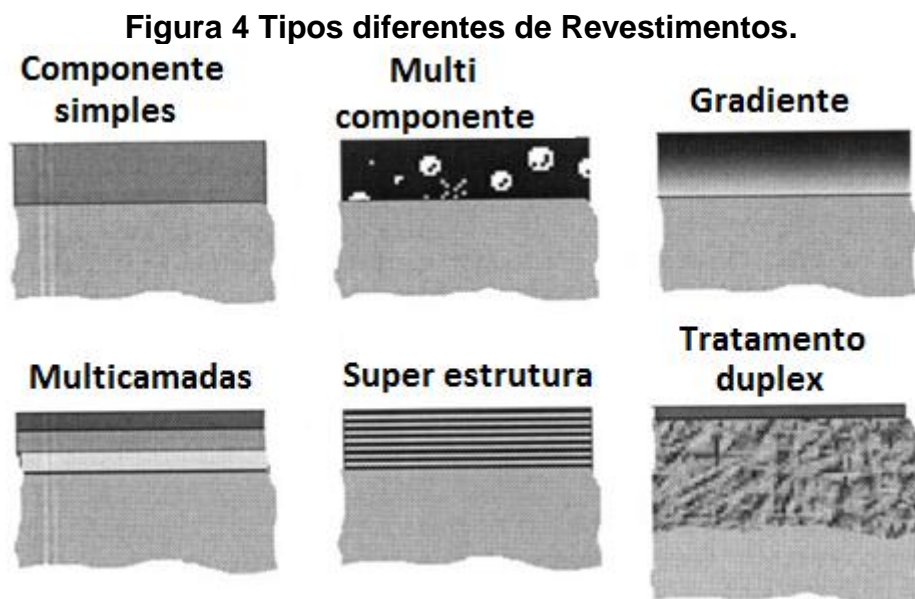 Figura 4 Tipos diferentes de Revestimentos.
Componente
simples
Multi
componente
Gradiente
Multicamadas
Super estrutura
Tratamento
duplex